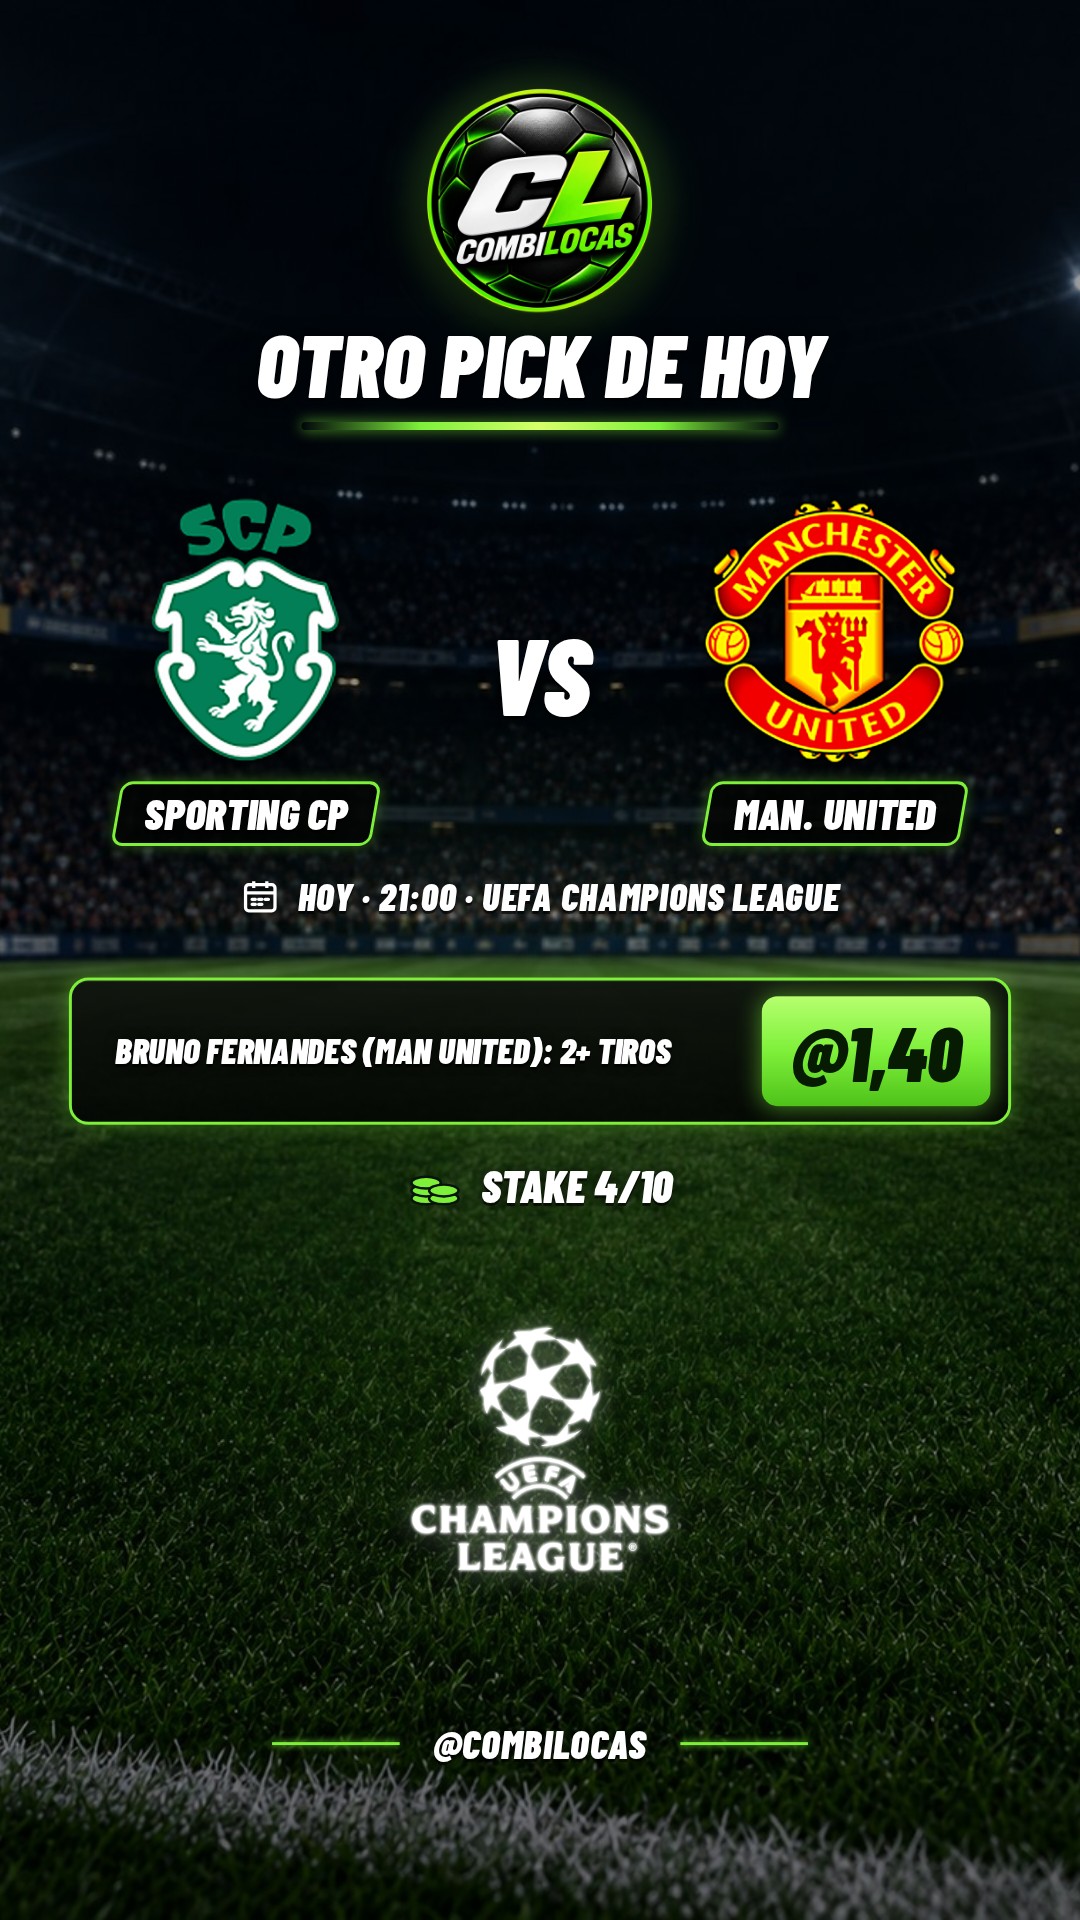 CL
COMBILOCAS
OTRO PICK DE HOY
SCP
MANCHESTER
UNITED
VS
SPORTING CP
MAN. UNITED
HOY · 21:00 · UEFA CHAMPIONS LEAGUE
BRUNO FERNANDES (MAN UNITED): 2+ TIROS
@1,40
STAKE 4/10
UEFA
CHAMPIONS
LEAGUE®
@COMBILOCAS